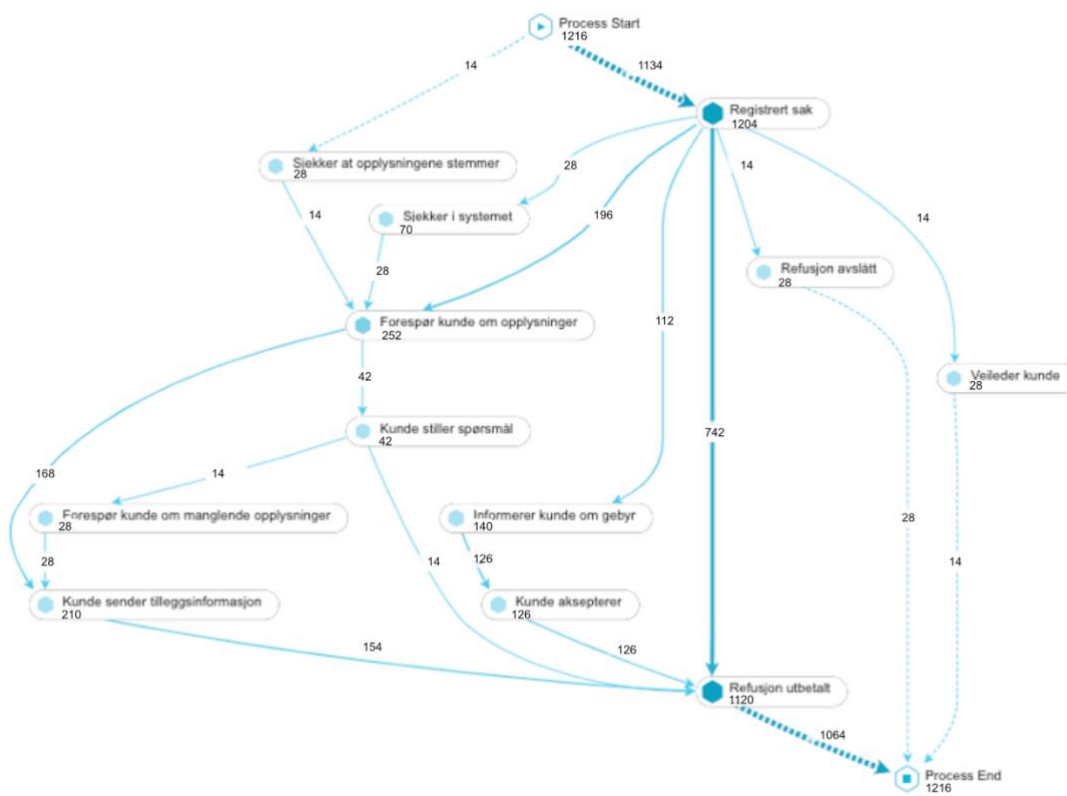 Process Start
1216
14
1134
Registrert sak
1204
Sjekker at opplysningene stemmer
28
28
14
14
Sjekker i systemet
70
196
14
28
Refusjon avslått
28
Forespør kunde om opplysninger
252
112
42
Veileder kunde
28
Kunde stiller spørsmål
42
742
168
14
Forespør kunde om manglende opplysninger
28
Informerer kunde om gebyr
140
28
28
14
126
14
Kunde sender tilleggsinformasjon
210
Kunde aksepterer
126
154
126
Refusjon utbetalt
1120
1064
Process End
1216